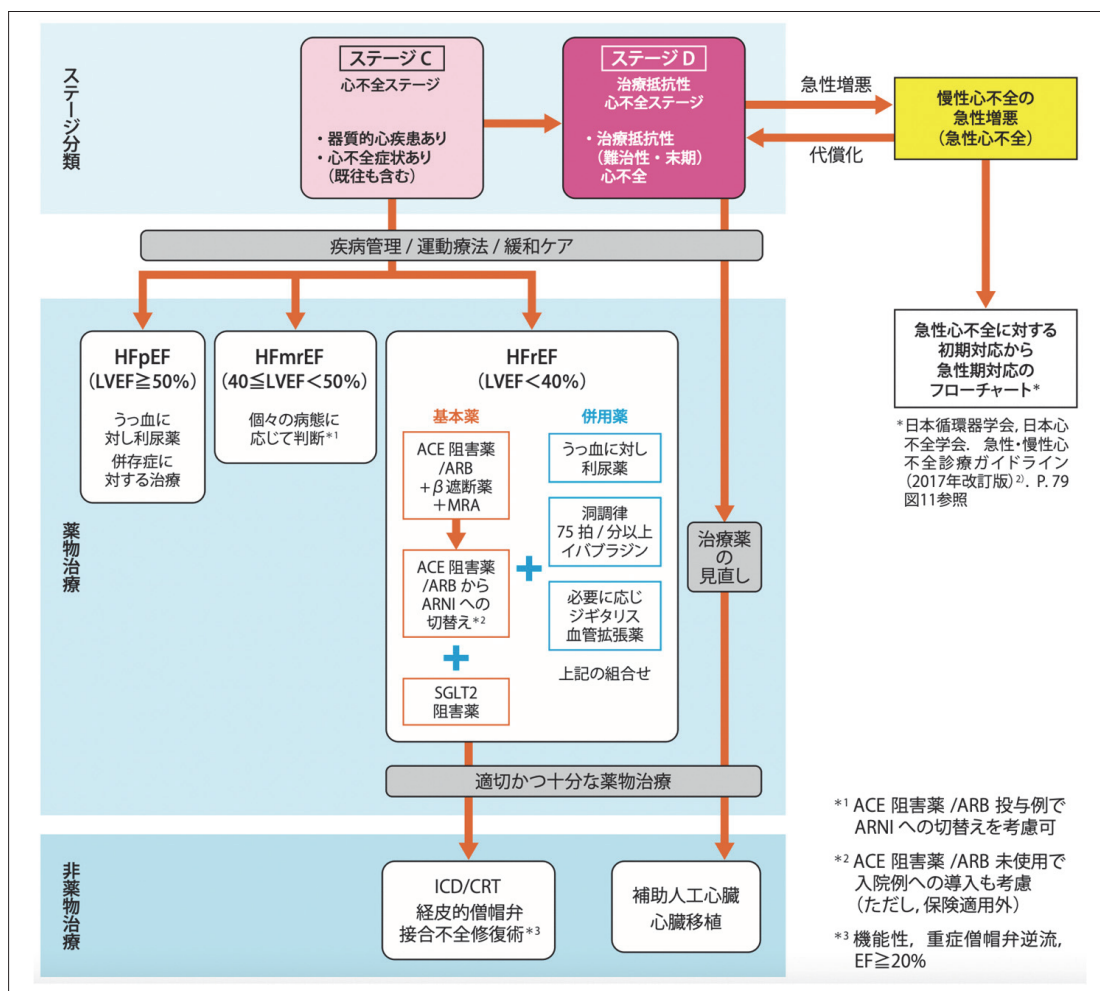 ステージ分類
ステージ C
心不全ステージ
・器質的心疾患あり
・心不全症状あり
（既往も含む）
ステージ D
治療抵抗性
心不全ステージ
・治療抵抗性
（難治性・末期）
心不全
急性増悪
代償化
慢性心不全の
急性増悪
（急性心不全）
疾病管理 / 運動療法 / 緩和ケア
薬物治療
HFpEF
（LVEF≧50%）
うっ血に
対し利尿薬
併存症に
対する治療
HFmrEF
（40≦LVEF＜50%）
個々の病態に
応じて判断*1
HFrEF
（LVEF＜40%）
基本薬
ACE 阻害薬
/ARB
＋β遮断薬
＋MRA
ACE 阻害薬
/ARB から
ARNI への
切替え*2
SGLT2
阻害薬
併用薬
うっ血に対し
利尿薬
洞調律
75 拍 / 分以上
イバブラジン
必要に応じ
ジギタリス
血管拡張薬
上記の組合せ
治療薬
の
見直し
急性心不全に対する
初期対応から
急性期対応の
フローチャート*
*日本循環器学会, 日本心
不全学会. 急性・慢性心
不全診療ガイドライン
（2017年改訂版）2）. P. 79
図11参照
適切かつ十分な薬物治療
非薬物治療
ICD/CRT
経皮的僧帽弁
接合不全修復術*3
補助人工心臓
心臓移植
*1 ACE 阻害薬 /ARB 投与例で
ARNI への切替えを考慮可
*2 ACE 阻害薬 /ARB 未使用で
入院例への導入も考慮
（ただし, 保険適用外）
*3 機能性，重症僧帽弁逆流,
EF≧20%